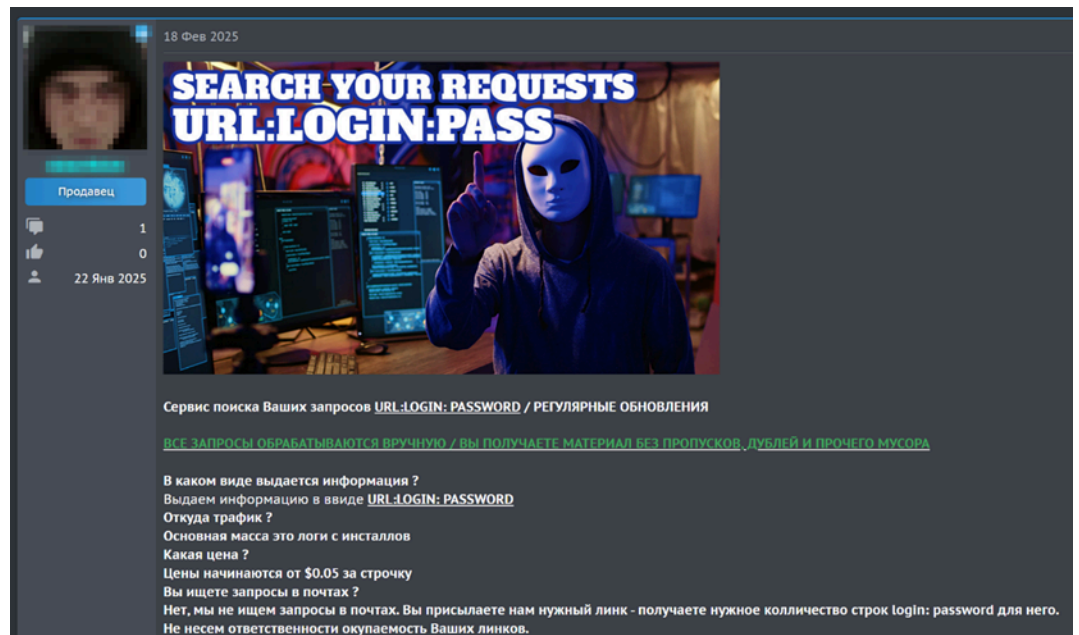 18 Фев 2025
SEARCH YOUR REQUESTS
URL:LOGIN:PASS
Продавец
1
0
22 Янв 2025
Сервис поиска Ваших запросов URL:LOGIN: PASSWORD / РЕГУЛЯРНЫЕ ОБНОВЛЕНИЯ
ВСЕ ЗАПРОСЫ ОБРАБАТЫВАЮТСЯ ВРУЧНУЮ / ВЫ ПОЛУЧАЕТЕ МАТЕРИАЛ БЕЗ ПРОПУСКОВ, ДУБЛЕЙ И ПРОЧЕГО МУСОРА
В каком виде выдается информация ?
Выдаем информацию в ввиде URL:LOGIN: PASSWORD
Откуда трафик ?
Основная масса это логи с инсталлов
Какая цена ?
Цены начинаются от $0.05 за строчку
Вы ищете запросы в почтах ?
Нет, мы не ищем запросы в почтах. Вы присылаете нам нужный линк - получаете нужное колличество строк login: password для него.
Не несем ответственности окупаемость Ваших линков.